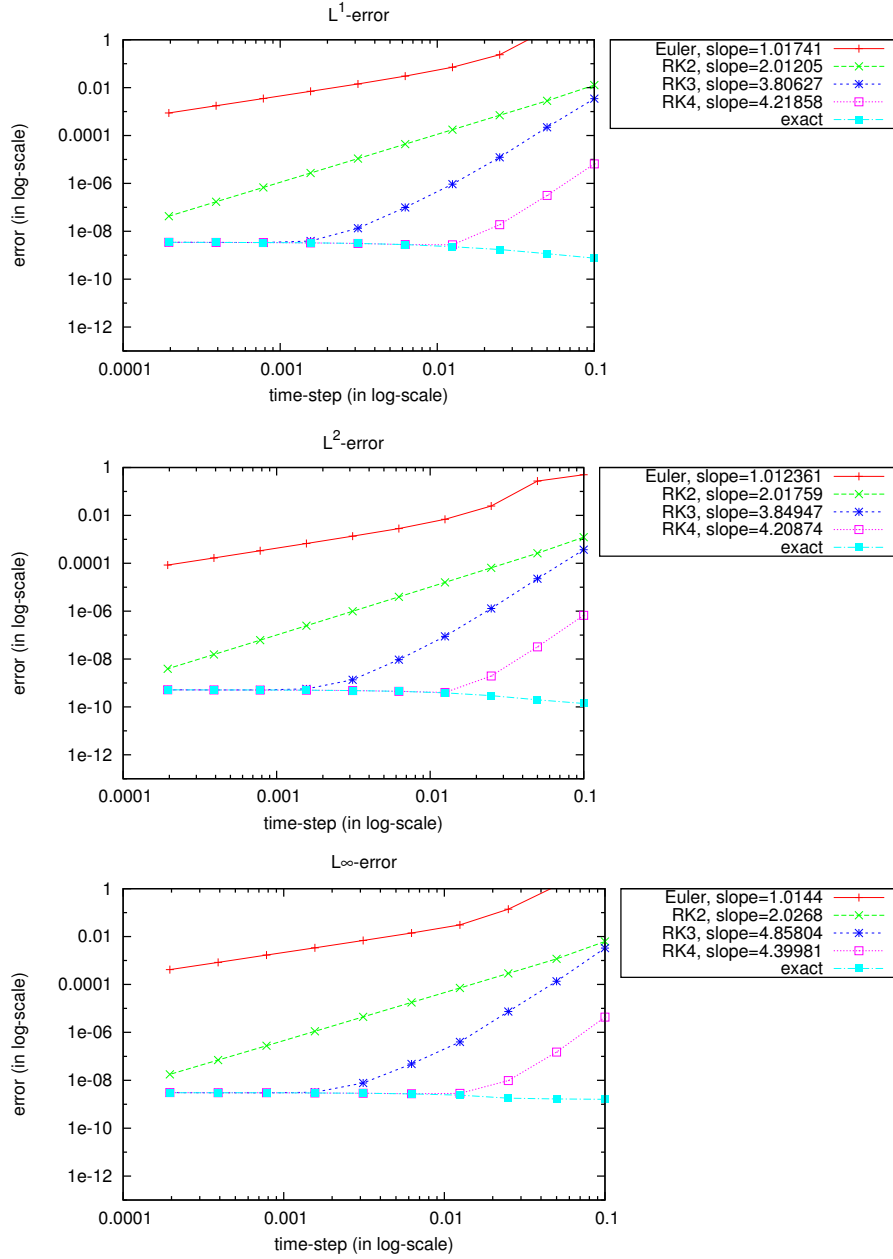 L¹-error
error (in log-scale)
1
0.01
0.0001
1e-06
1e-08
1e-10
1e-12
0.0001
0.001
0.01
0.1
time-step (in log-scale)
Euler, slope=1.01741
RK2, slope=2.01205
RK3, slope=3.80627
RK4, slope=4.21858
exact
L²-error
error (in log-scale)
1
0.01
0.0001
1e-06
1e-08
1e-10
1e-12
0.0001
0.001
0.01
0.1
time-step (in log-scale)
Euler, slope=1.012361
RK2, slope=2.01759
RK3, slope=3.84947
RK4, slope=4.20874
exact
L∞-error
error (in log-scale)
1
0.01
0.0001
1e-06
1e-08
1e-10
1e-12
0.0001
0.001
0.01
0.1
time-step (in log-scale)
Euler, slope=1.0144
RK2, slope=2.0268
RK3, slope=4.85804
RK4, slope=4.39981
exact